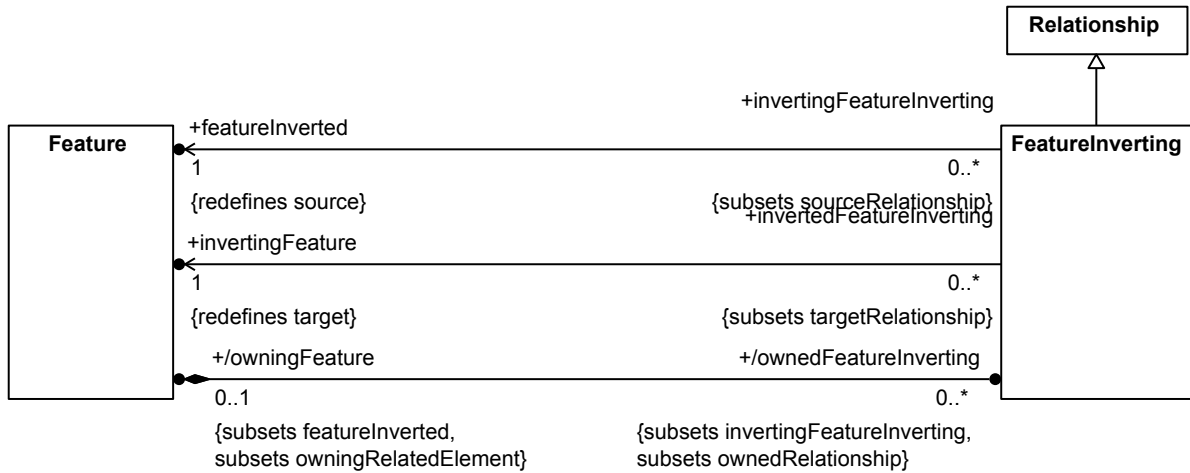 Relationship
+invertingFeatureInverting
+featureInverted
Feature
FeatureInverting
1
0..*
{redefines source}
{subsets sourceRelationship}
+invertedFeatureInverting
+invertingFeature
1
0..*
{redefines target}
{subsets targetRelationship}
+/owningFeature
+/ownedFeatureInverting
0..1
0..*
{subsets featureInverted,
subsets owningRelatedElement}
{subsets invertingFeatureInverting,
subsets ownedRelationship}